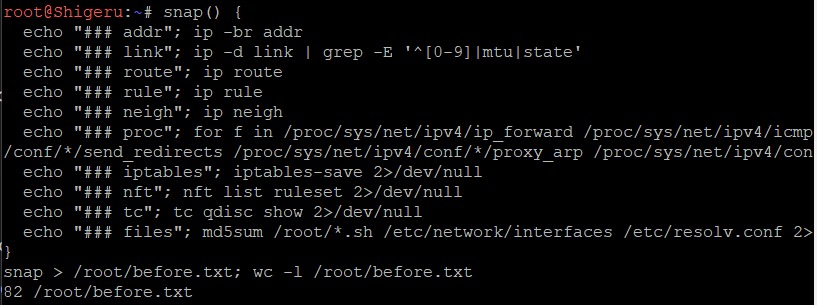 root@Shigeru:~# snap() {
  echo "### addr"; ip -br addr
  echo "### link"; ip -d link | grep -E '^[0-9]|mtu|state'
  echo "### route"; ip route
  echo "### rule"; ip rule
  echo "### neigh"; ip neigh
  echo "### proc"; for f in /proc/sys/net/ipv4/ip_forward /proc/sys/net/ipv4/icmp
/conf/*/send_redirects /proc/sys/net/ipv4/conf/*/proxy_arp /proc/sys/net/ipv4/con
  echo "### iptables"; iptables-save 2>/dev/null
  echo "### nft"; nft list ruleset 2>/dev/null
  echo "### tc"; tc qdisc show 2>/dev/null
  echo "### files"; md5sum /root/*.sh /etc/network/interfaces /etc/resolv.conf 2>
}
snap > /root/before.txt; wc -l /root/before.txt
82 /root/before.txt